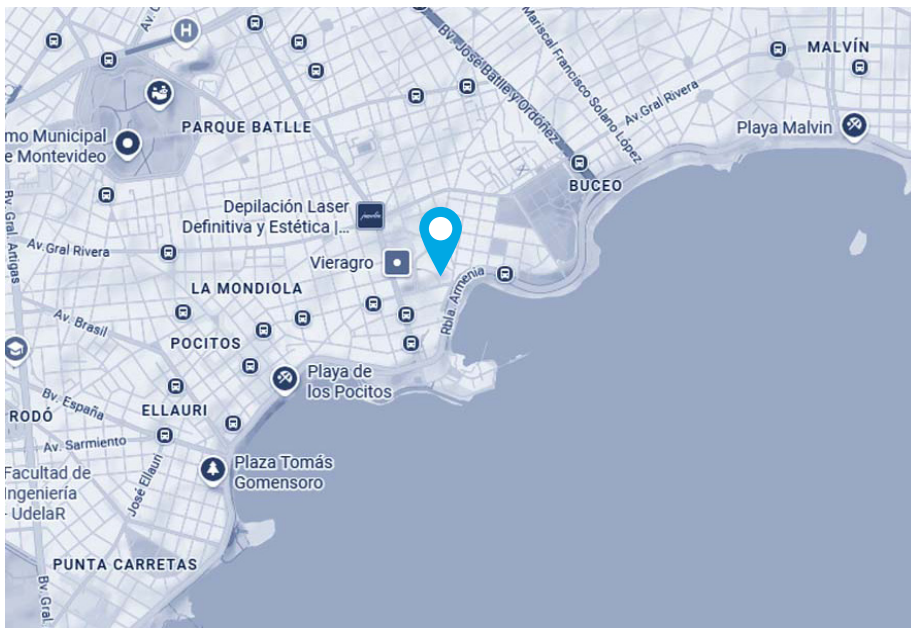 Av. G
H
MALVÍN
Bv. José Batlle y Ordóñez
Mariscal Francisco Solano López
Av. Gral Rivera
PARQUE BATLLE
Playa Malvin
mo Municipal
e Montevideo
BUCEO
Bv. Gral. Artigas
Depilación Laser
Definitiva y Estética |...
Av. Gral Rivera
Vieragro
Rbla. Armenia
LA MONDIOLA
Av. Brasil
POCITOS
Playa de
los Pocitos
Bv. España
RODÓ
ELLAURI
Av. Sarmiento
Plaza Tomás
Gomensoro
Facultad de
Ingeniería
- UdelaR
José Ellauri
PUNTA CARRETAS
Bv. Gral.